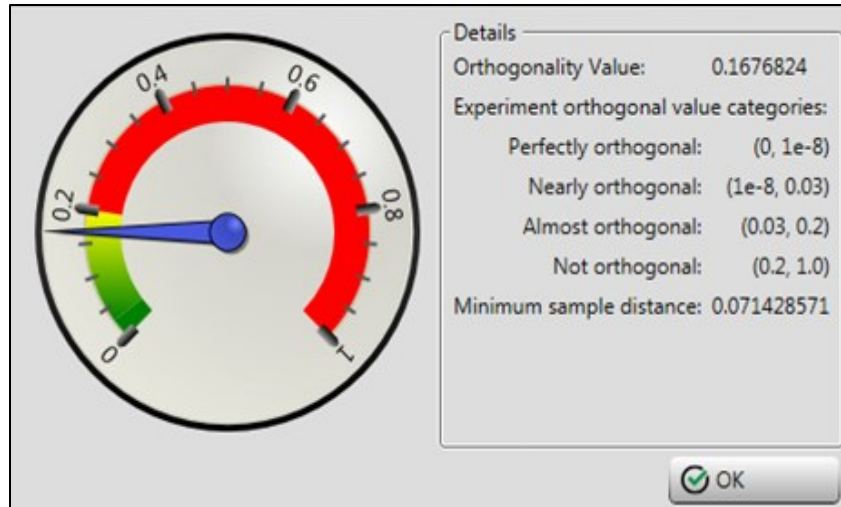 0
0.2
0.4
0.6
0.8
1
Details
Orthogonality Value: 0.1676824
Experiment orthogonal value categories:
Perfectly orthogonal: (0, 1e-8)
Nearly orthogonal: (1e-8, 0.03)
Almost orthogonal: (0.03, 0.2)
Not orthogonal: (0.2, 1.0)
Minimum sample distance: 0.071428571
OK